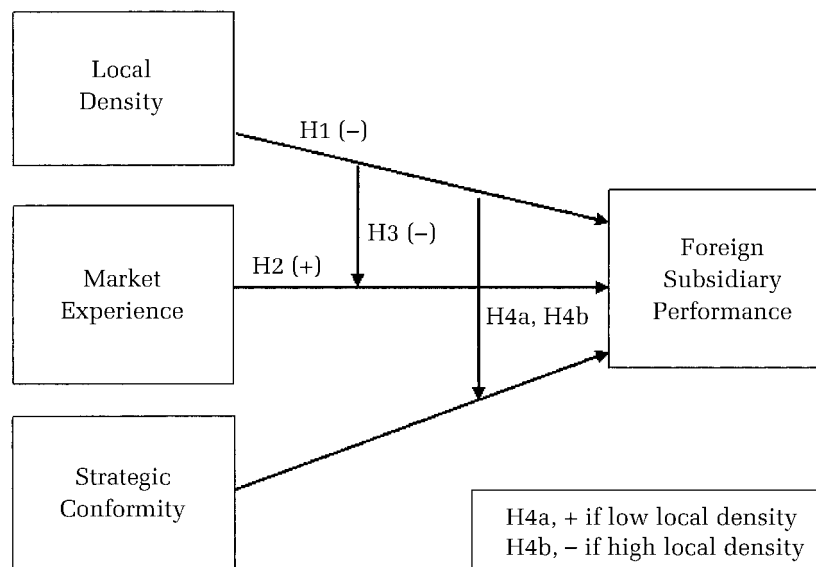 Local
Density
H1 (–)
H3 (–)
Market
Experience
H2 (+)
Foreign
Subsidiary
Performance
H4a, H4b
Strategic
Conformity
H4a, + if low local density
H4b, – if high local density